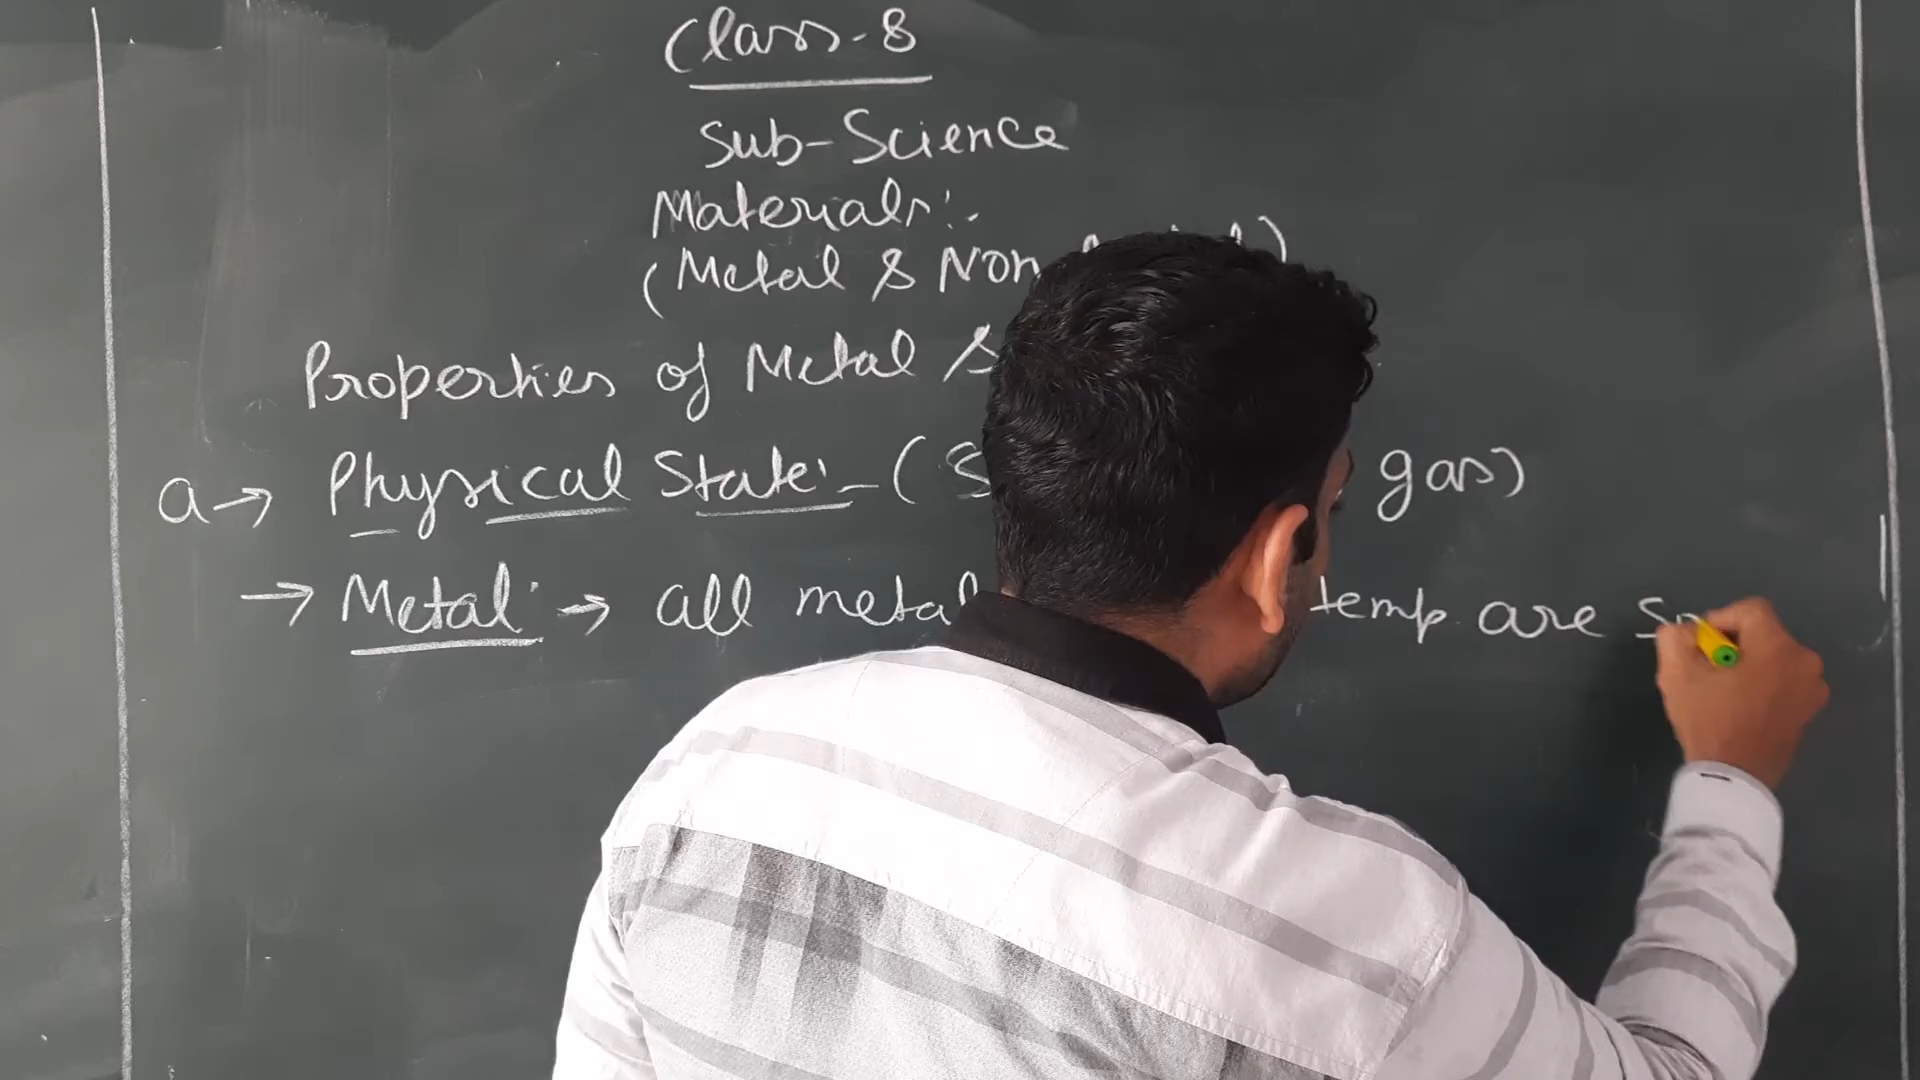 Class-8
Sub-Science
Materials:-
(Metal & Non
Properties of Metal &
a→ Physical State:-( gas)
→ Metal: → all metal temp. are